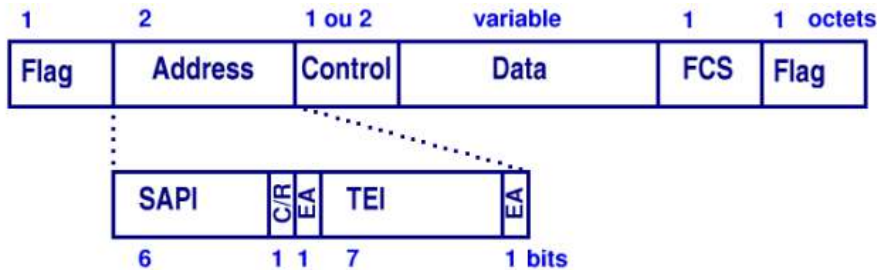 1 2 1 ou 2 variable 1 1 octets
Flag Address Control Data FCS Flag
SAPI C/R EA TEI EA
6 1 1 7 1 bits